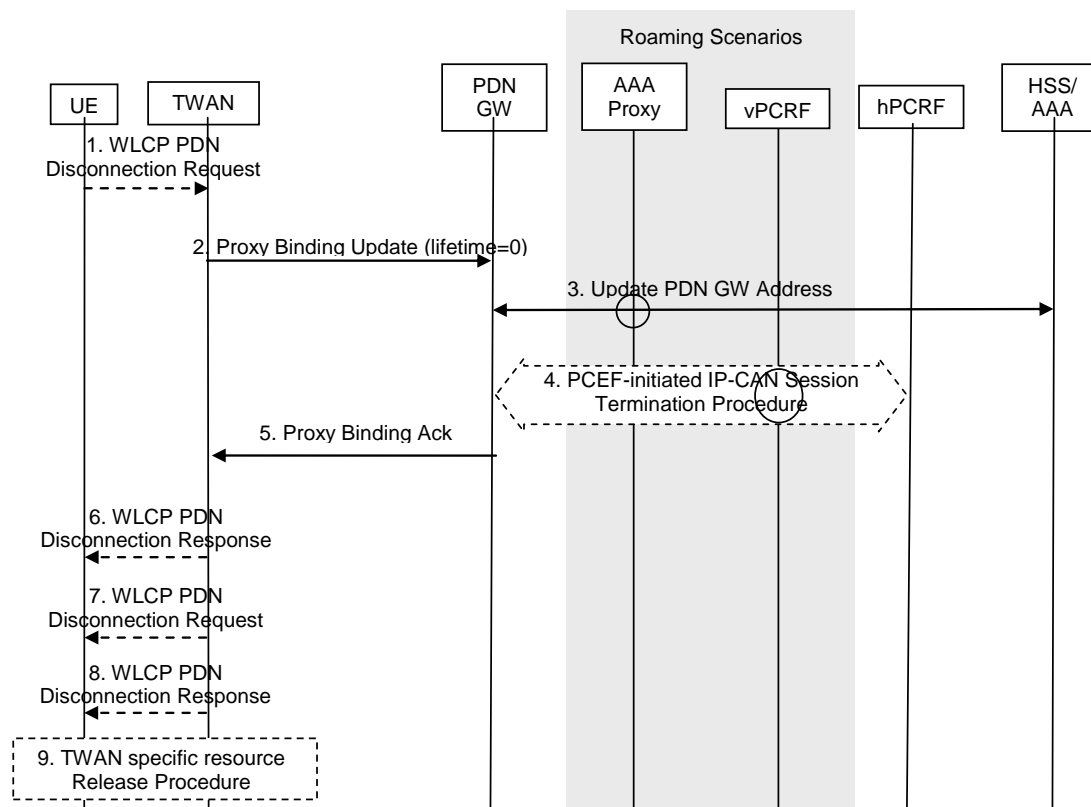 Roaming Scenarios
UE
TWAN
PDN
GW
AAA
Proxy
vPCRF
hPCRF
HSS/
AAA
1. WLCP PDN
Disconnection Request
2. Proxy Binding Update (lifetime=0)
3. Update PDN GW Address
4. PCEF-initiated IP-CAN Session
Termination Procedure
5. Proxy Binding Ack
6. WLCP PDN
Disconnection Response
7. WLCP PDN
Disconnection Request
8. WLCP PDN
Disconnection Response
9. TWAN specific resource
Release Procedure